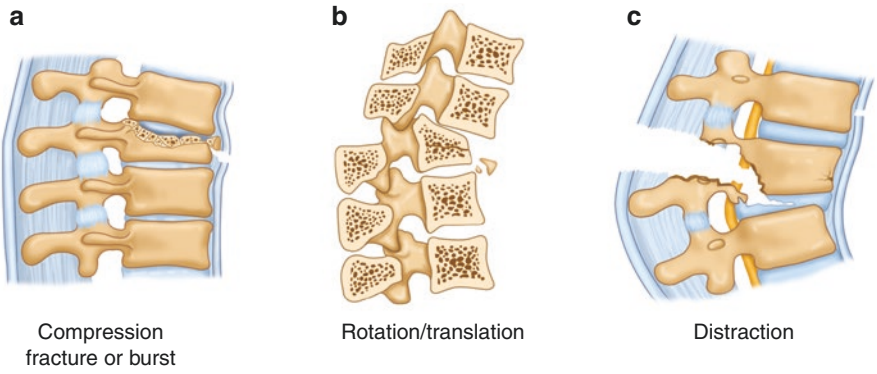 a
b
c
Compression
fracture or burst
Rotation/translation
Distraction